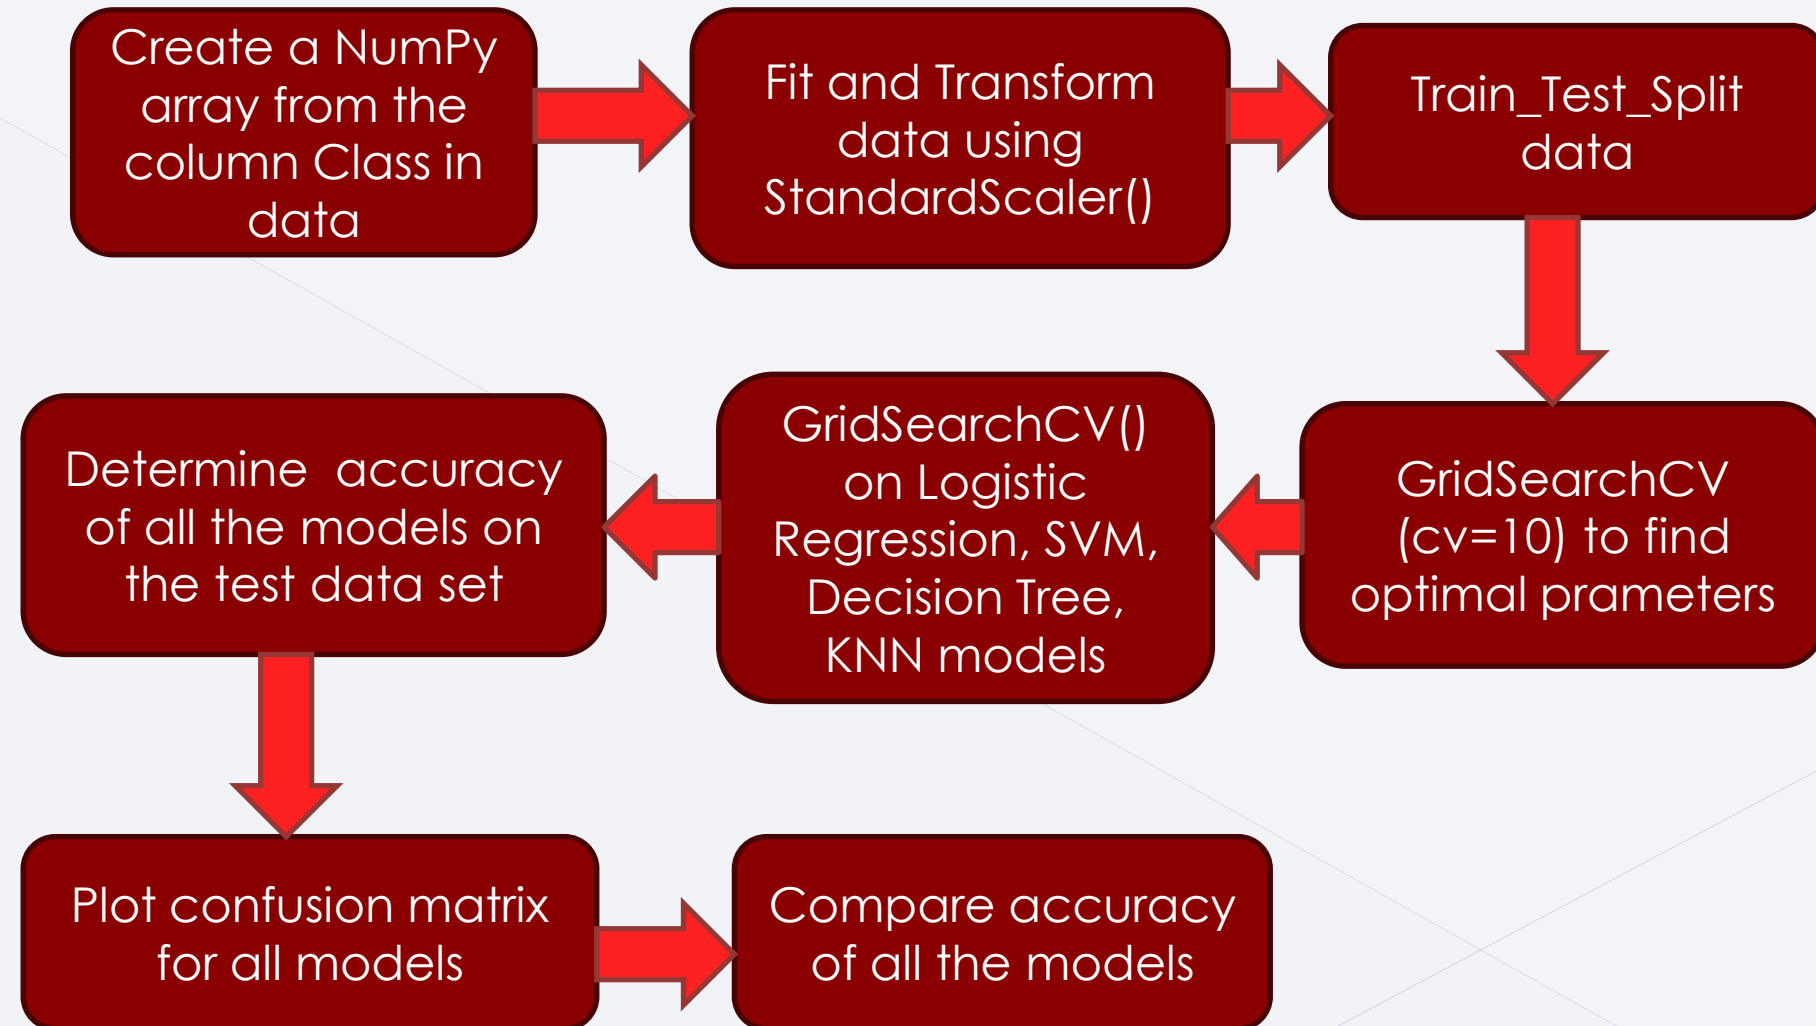 Create a NumPy
array from the
column Class in
data
Fit and Transform
data using
StandardScaler()
Train_Test_Split
data
GridSearchCV
(cv=10) to find
optimal prameters
GridSearchCV()
on Logistic
Regression, SVM,
Decision Tree,
KNN models
Determine  accuracy
of all the models on
the test data set
Plot confusion matrix
for all models
Compare accuracy
of all the models